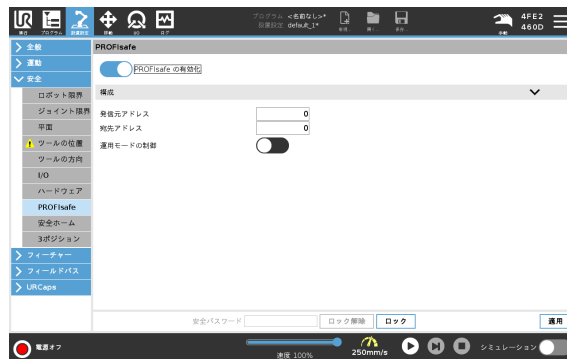 プログラム <名前なし>*
設置設定 default_1*
4FE2
460D
実行 プログラム 設置設定 移動 I/O ログ
全般
運動
安全
ロボット限界
ジョイント限界
平面
ツールの位置
ツールの方向
I/O
ハードウェア
PROFIsafe
安全ホーム
3ポジション
フィーチャー
フィールドバス
URCaps
PROFIsafe
PROFIsafe の有効化
構成
発信元アドレス 0
宛先アドレス 0
運用モードの制御
安全パスワード ロック解除 ロック 適用
電源オフ
速度 100%
250mm/s
シミュレーション